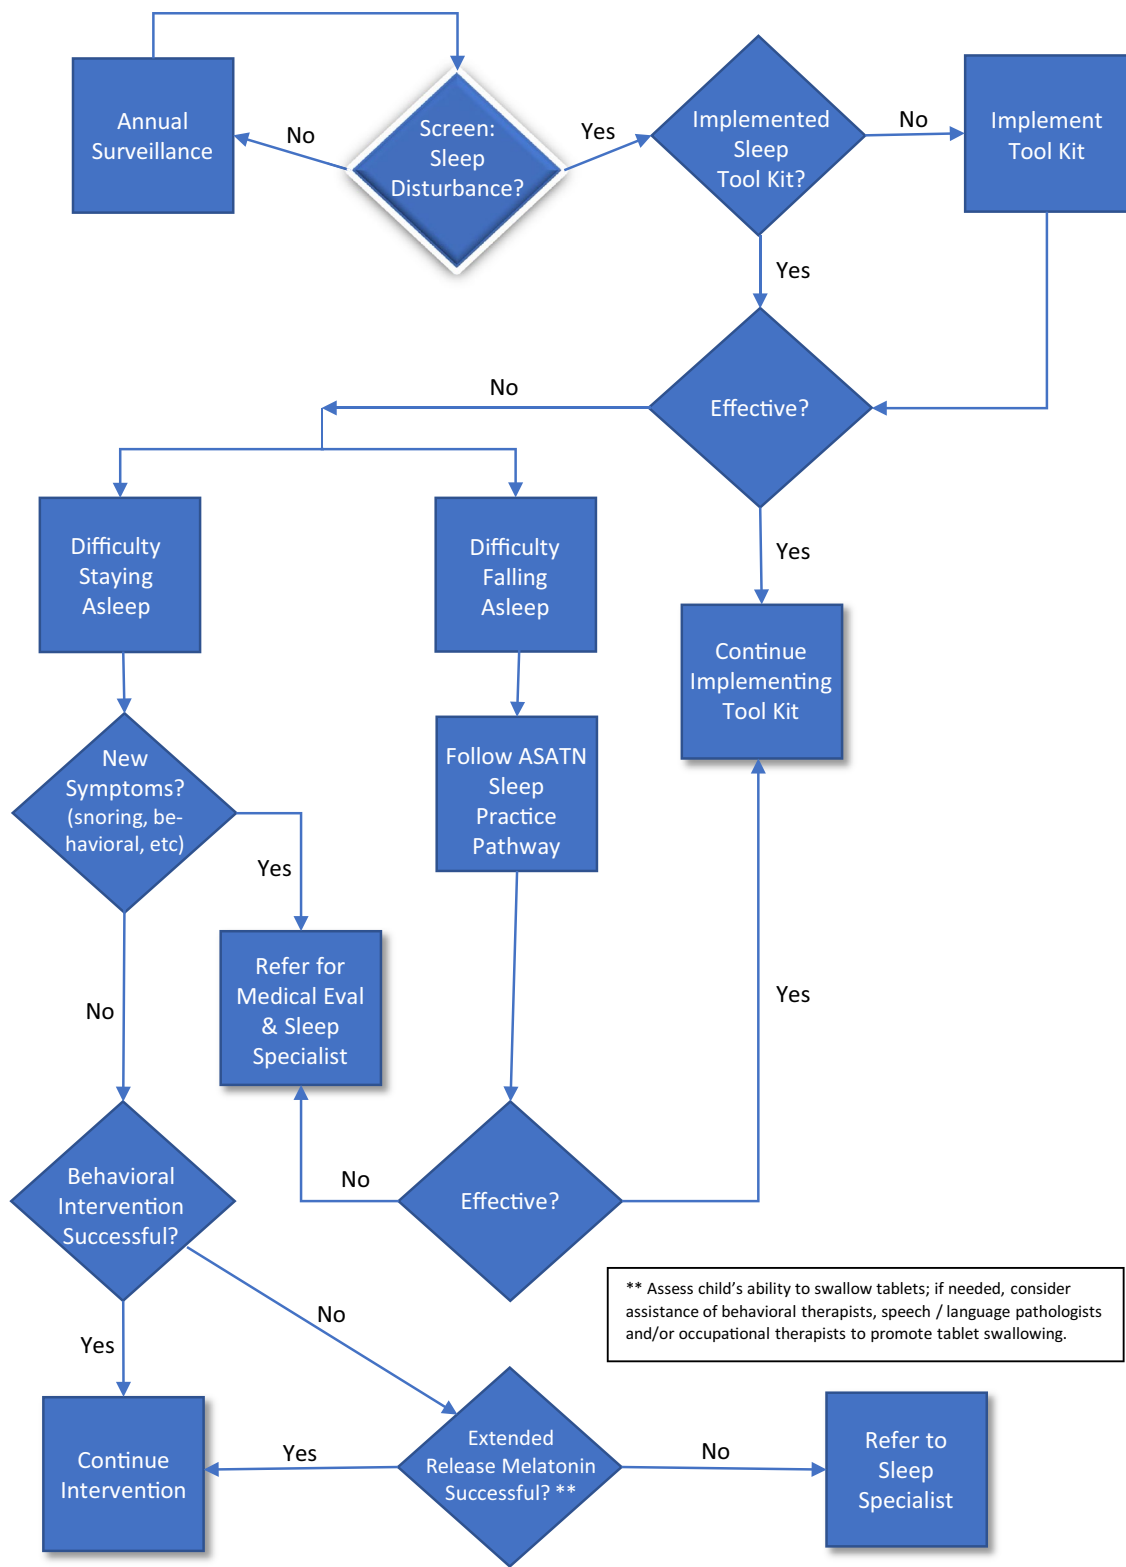 Annual
Surveillance
No
Screen:
Sleep
Disturbance?
Yes
Implemented
Sleep
Tool Kit?
No
Implement
Tool Kit
Yes
No
Effective?
Difficulty
Staying
Asleep
Difficulty
Falling
Asleep
Yes
Continue
Implementing
Tool Kit
New
Symptoms?
(snoring, be-
havioral, etc)
Follow ASATN
Sleep
Practice
Pathway
Yes
Refer for
Medical Eval
& Sleep
Specialist
No
Yes
Behavioral
Intervention
Successful?
No
Effective?
** Assess child’s ability to swallow tablets; if needed, consider
assistance of behavioral therapists, speech / language pathologists
and/or occupational therapists to promote tablet swallowing.
No
Yes
Continue
Intervention
Yes
Extended
Release Melatonin
Successful? **
No
Refer to
Sleep
Specialist